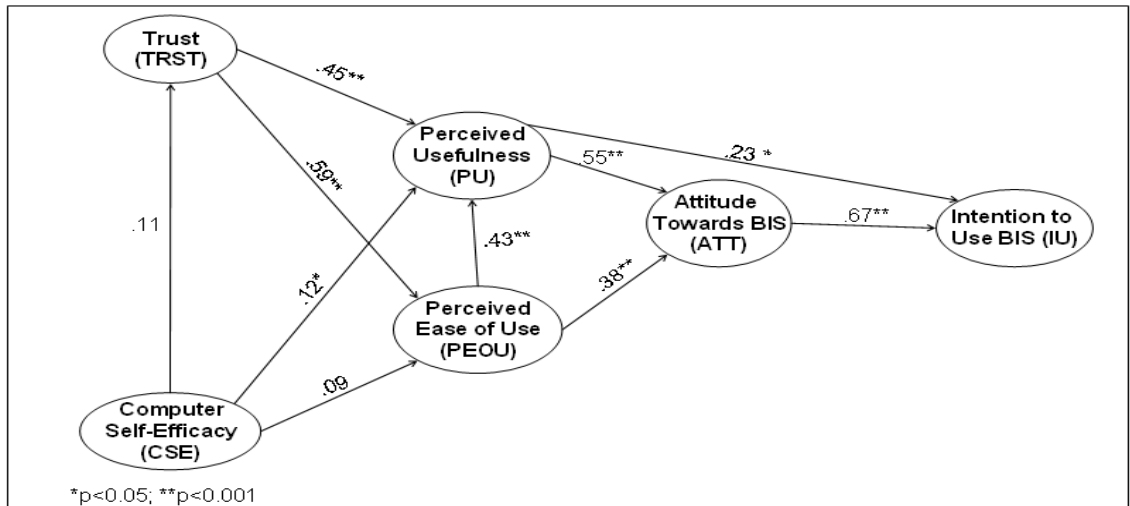 Trust
(TRST)
.45**
Perceived
Usefulness
(PU)
.23 *
.55**
.59**
Attitude
Towards BIS
(ATT)
.67**
Intention to
Use BIS (IU)
.11
.43**
.12*
.38**
Perceived
Ease of Use
(PEOU)
.09
Computer
Self-Efficacy
(CSE)
*p<0.05; **p<0.001